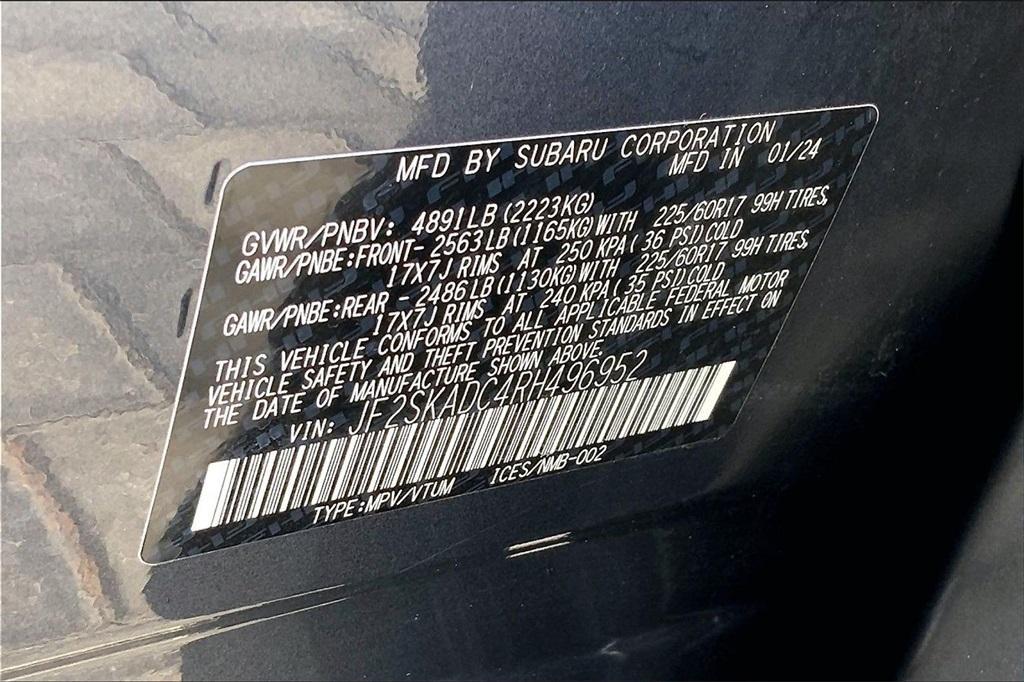 MFD BY SUBARU CORPORATION
MFD IN 01/24
GVWR/PNBV: 4891LB(2223KG)
GAWR/PNBE:FRONT- 2563LB(1165KG)WITH 225/60R17 99H TIRES,
17X7J RIMS AT 250 KPA(36 PSI)COLD
GAWR/PNBE:REAR - 2486LB(1130KG)WITH 225/60R17 99H TIRES,
17X7J RIMS AT 240 KPA(35 PSI)COLD
THIS VEHICLE CONFORMS TO ALL APPLICABLE FEDERAL MOTOR
VEHICLE SAFETY AND THEFT PREVENTION STANDARDS IN EFFECT ON
THE DATE OF MANUFACTURE SHOWN ABOVE.
VIN: JF2SKADC4RH496952
TYPE:MPV/VTUM ICES/NMB-002